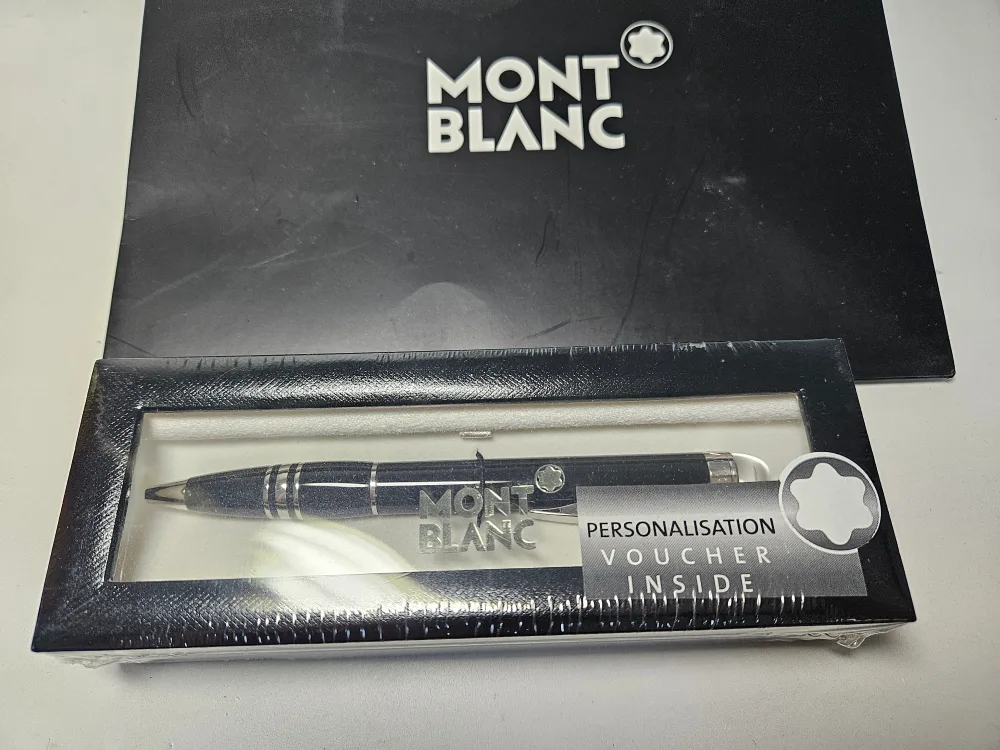 MONT
BLANC
MONT
BLANC
PERSONALISATION
VOUCHER
INSIDE